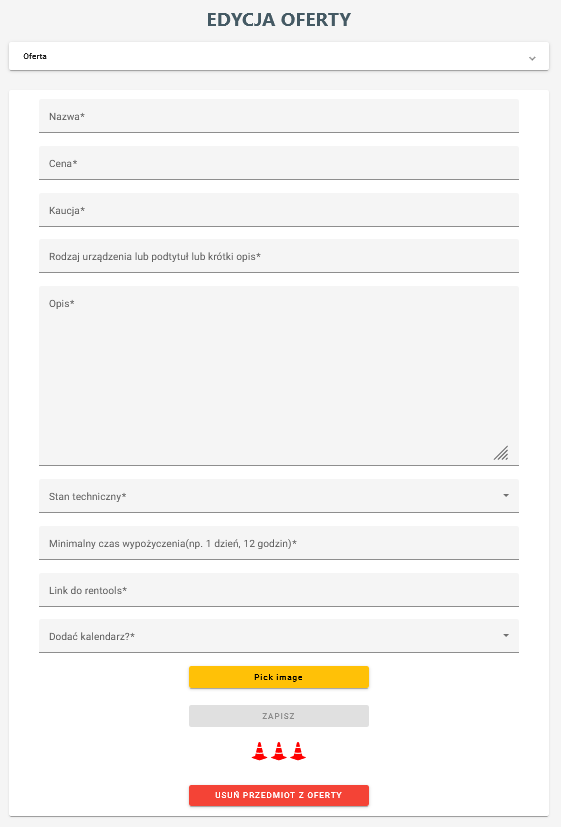 EDYCJA OFERTY
Oferta
Nazwa*
Cena*
Kaucja*
Rodzaj urządzenia lub podtytuł lub krótki opis*
Opis*
Stan techniczny*
Minimalny czas wypożyczenia(np. 1 dzień, 12 godzin)*
Link do rentools*
Dodać kalendarz?*
Pick image
ZAPISZ
USUŃ PRZEDMIOT Z OFERTY